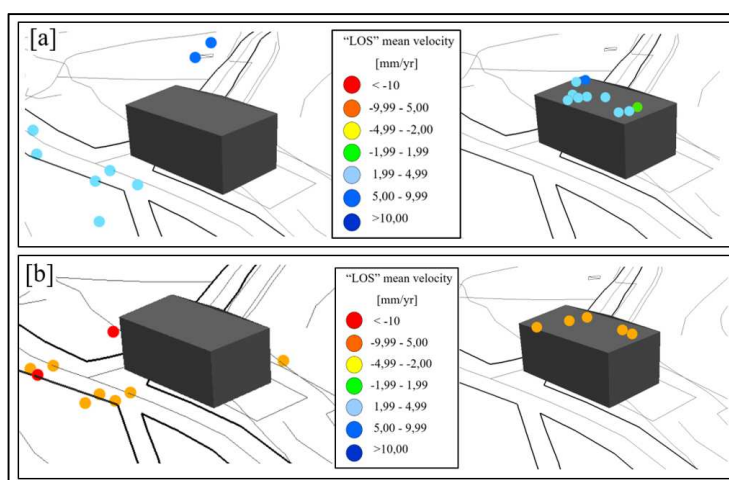 [a]
“LOS” mean velocity
[mm/yr]
< -10
-9,99 - 5,00
-4,99 - -2,00
-1,99 - 1,99
1,99 - 4,99
5,00 - 9,99
>10,00
[b]
“LOS” mean velocity
[mm/yr]
< -10
-9,99 - 5,00
-4,99 - -2,00
-1,99 - 1,99
1,99 - 4,99
5,00 - 9,99
>10,00